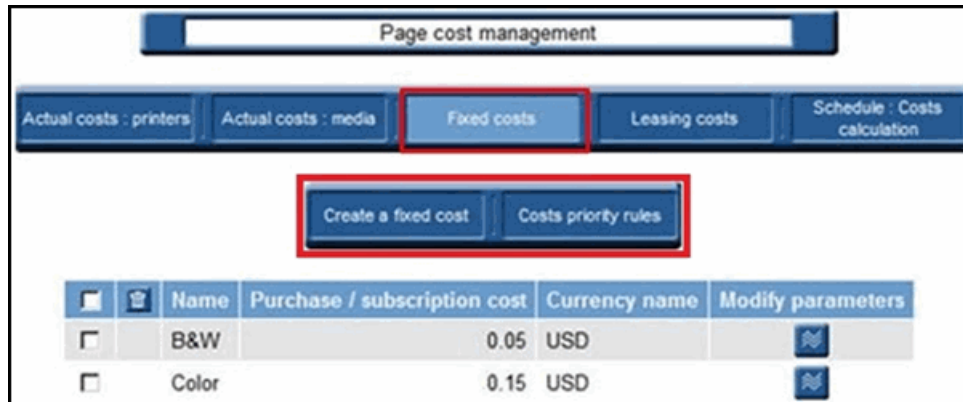 Page cost management
Actual costs : printers Actual costs : media Fixed costs Leasing costs Schedule : Costs calculation
Create a fixed cost Costs priority rules
Name Purchase / subscription cost Currency name Modify parameters
B&W 0.05 USD
Color 0.15 USD